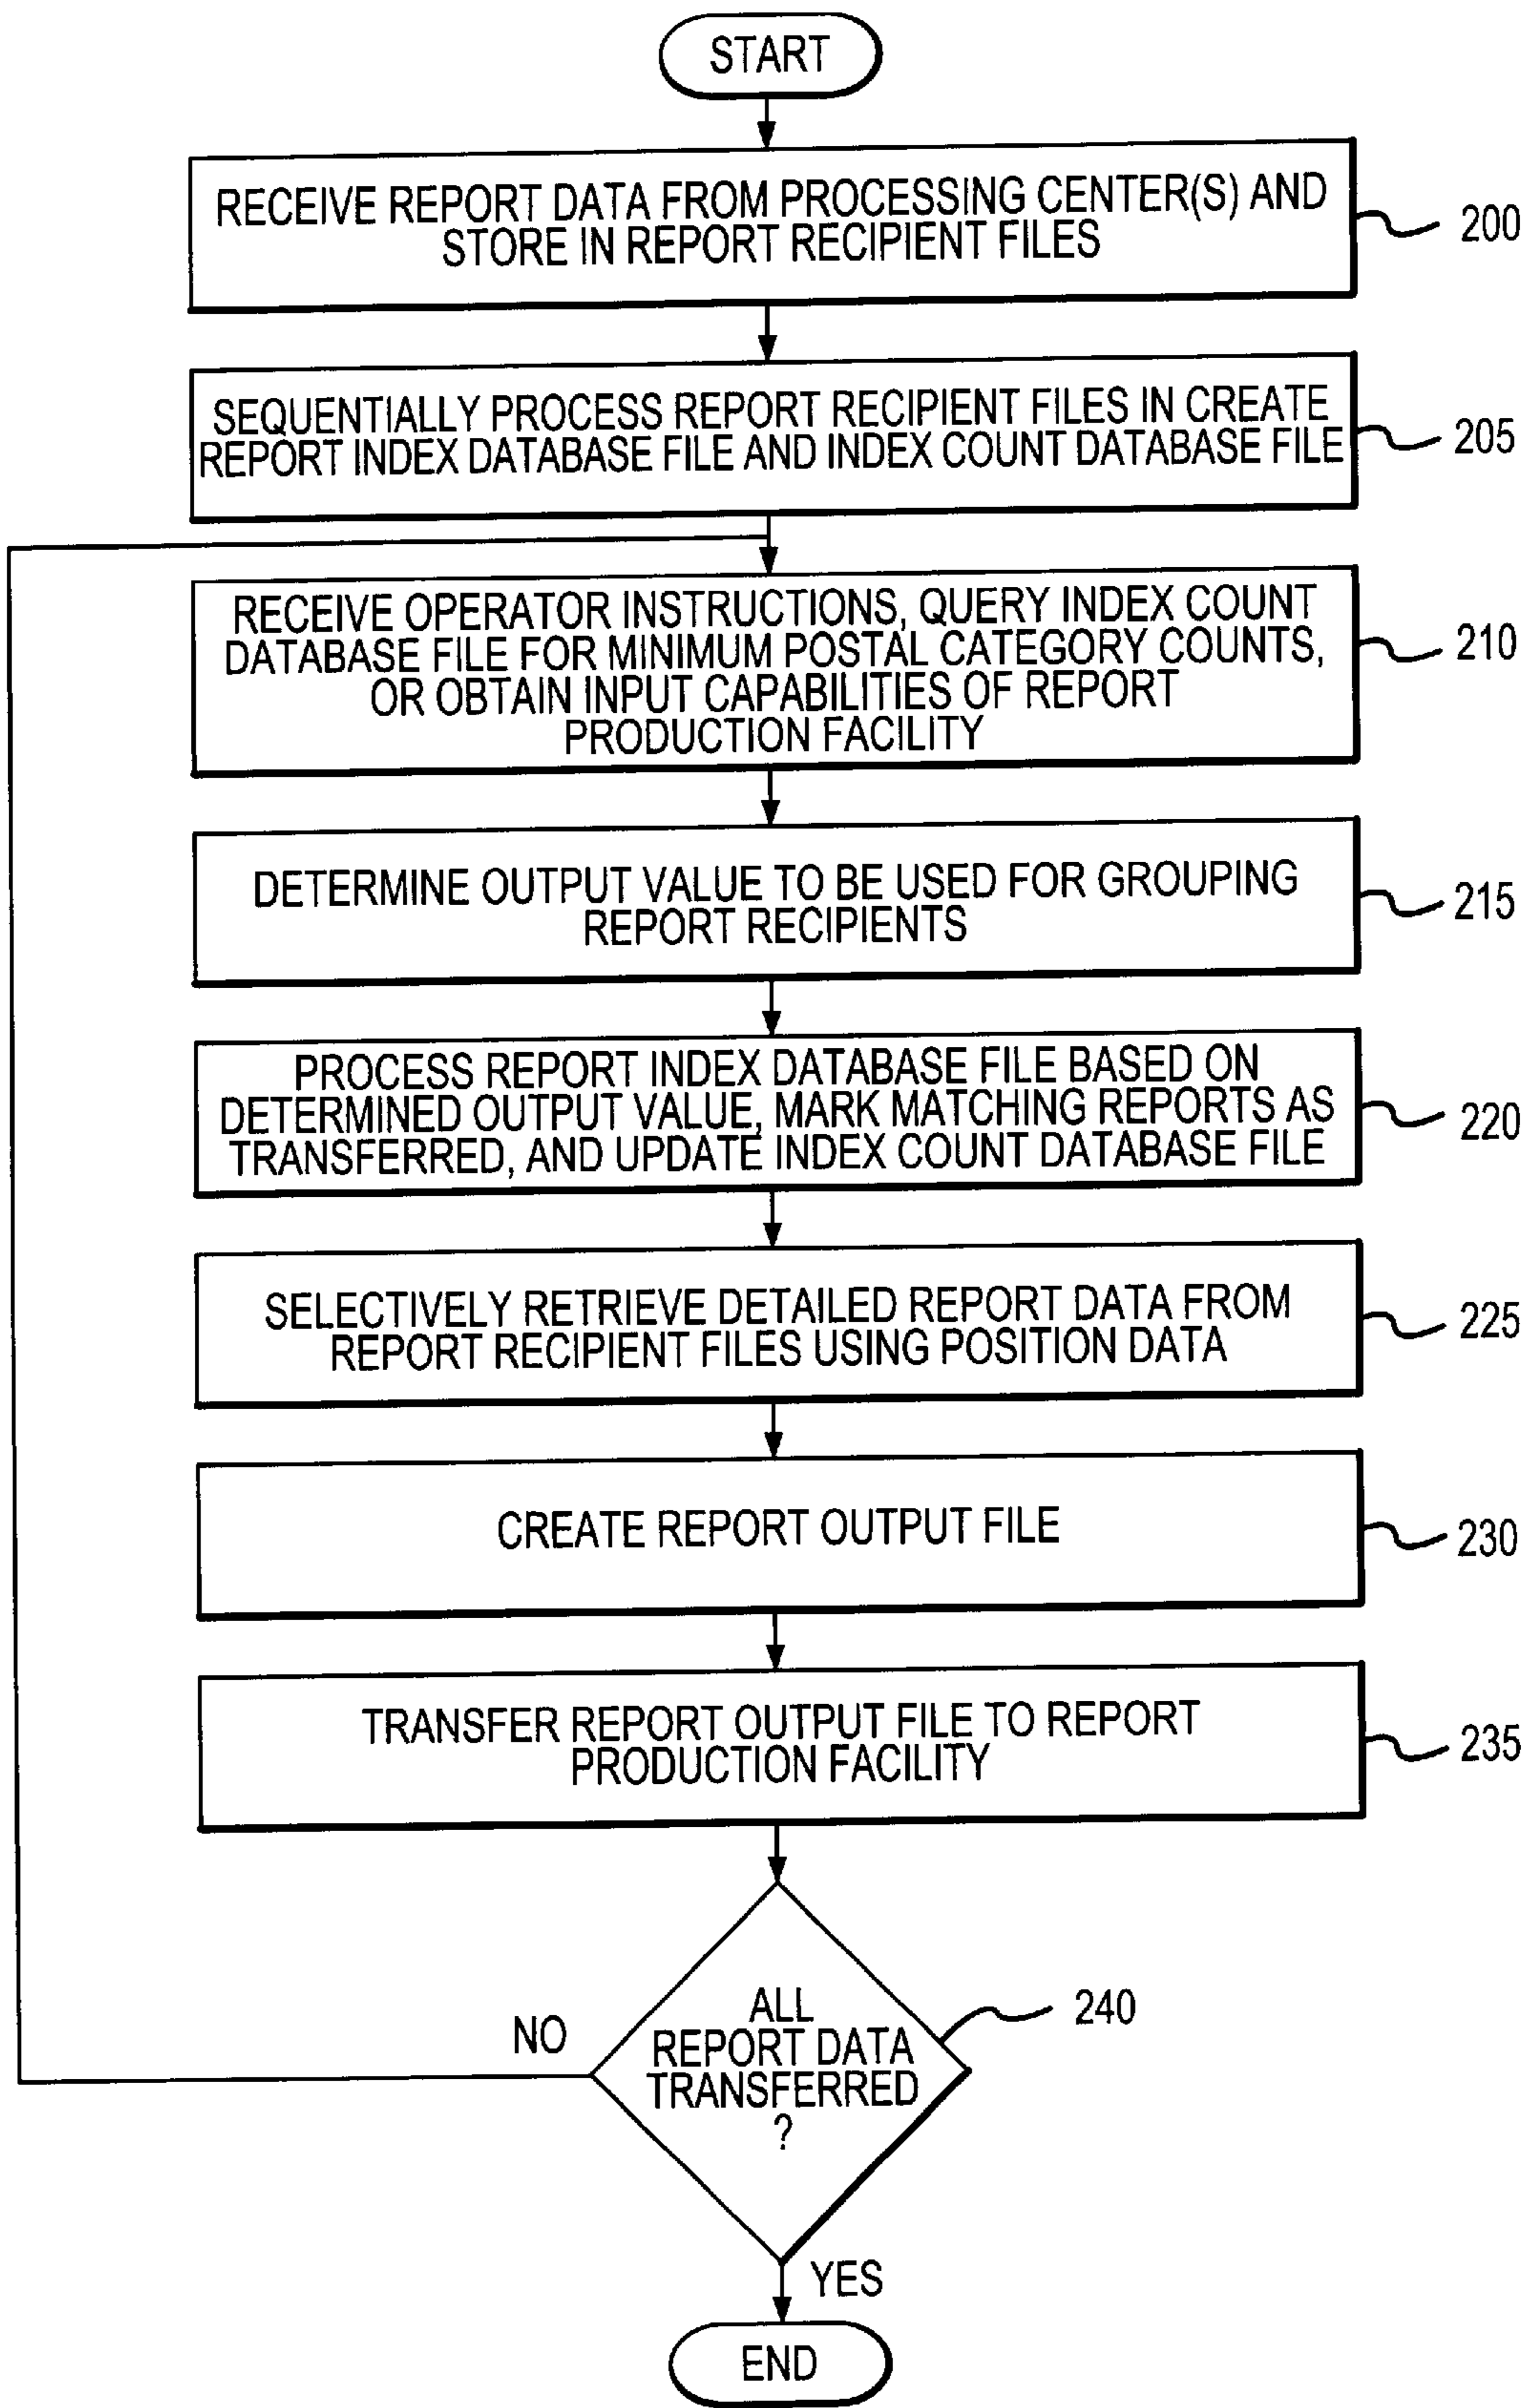 START
RECEIVE REPORT DATA FROM PROCESSING CENTER(S) AND
STORE IN REPORT RECIPIENT FILES
200
SEQUENTIALLY PROCESS REPORT RECIPIENT FILES IN CREATE
REPORT INDEX DATABASE FILE AND INDEX COUNT DATABASE FILE
205
RECEIVE OPERATOR INSTRUCTIONS, QUERY INDEX COUNT
DATABASE FILE FOR MINIMUM POSTAL CATEGORY COUNTS,
OR OBTAIN INPUT CAPABILITIES OF REPORT
PRODUCTION FACILITY
210
DETERMINE OUTPUT VALUE TO BE USED FOR GROUPING
REPORT RECIPIENTS
215
PROCESS REPORT INDEX DATABASE FILE BASED ON
DETERMINED OUTPUT VALUE, MARK MATCHING REPORTS AS
TRANSFERRED, AND UPDATE INDEX COUNT DATABASE FILE
220
SELECTIVELY RETRIEVE DETAILED REPORT DATA FROM
REPORT RECIPIENT FILES USING POSITION DATA
225
CREATE REPORT OUTPUT FILE
230
TRANSFER REPORT OUTPUT FILE TO REPORT
PRODUCTION FACILITY
235
ALL
REPORT DATA
TRANSFERRED
?
240
NO
YES
END